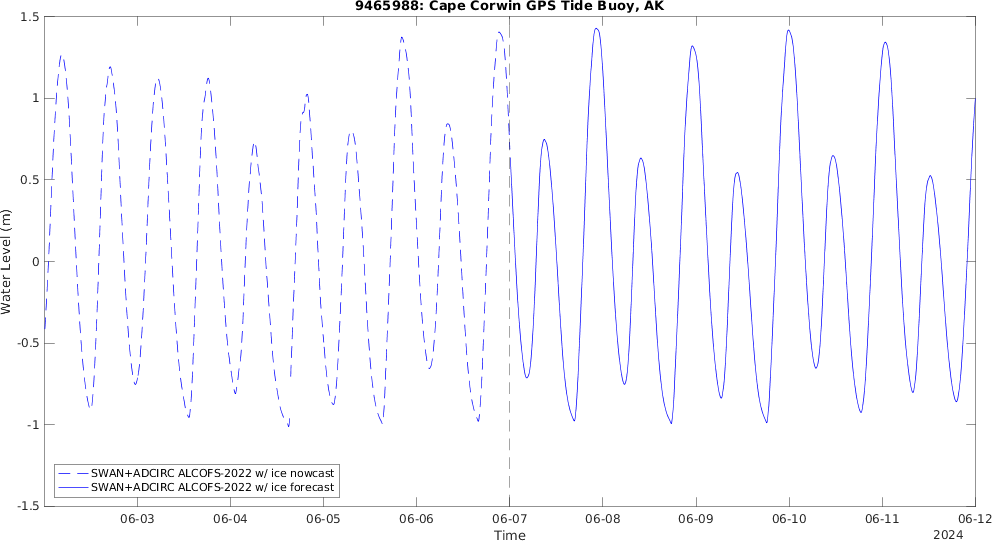 9465988: Cape Corwin GPS Tide Buoy, AK
1.5
1
0.5
0
-0.5
-1
-1.5
Water Level (m)
SWAN+ADCIRC ALCOFS-2022 w/ ice nowcast
SWAN+ADCIRC ALCOFS-2022 w/ ice forecast
06-03 06-04 06-05 06-06 06-07 06-08 06-09 06-10 06-11 06-12
Time
2024